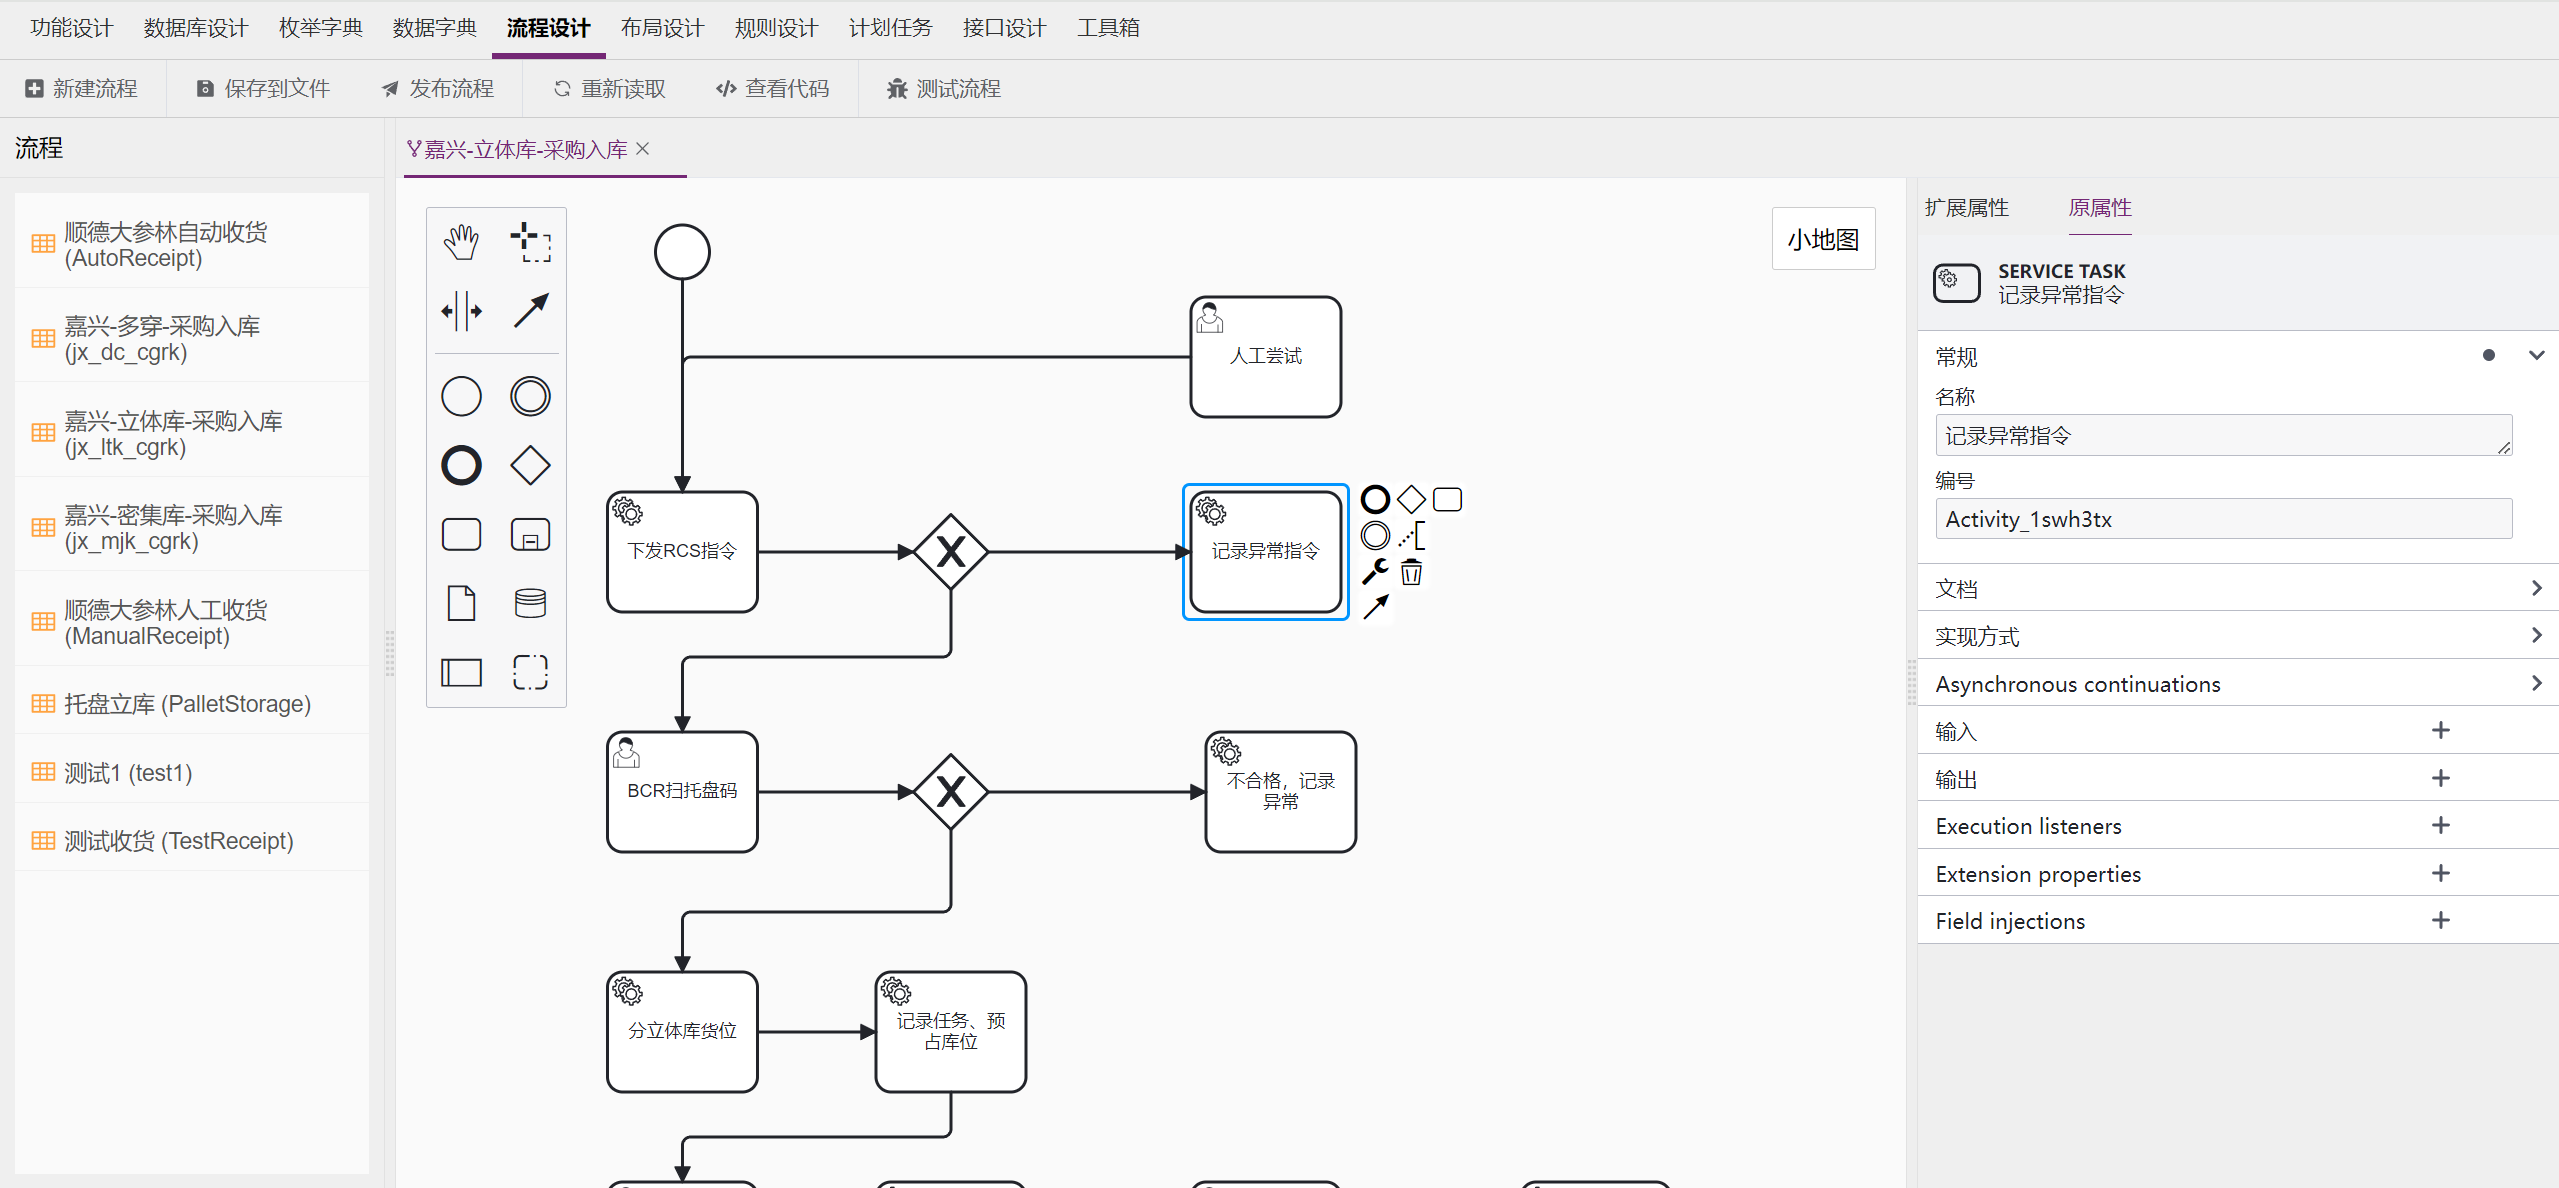 功能设计 数据库设计 枚举字典 数据字典 流程设计 布局设计 规则设计 计划任务 接口设计 工具箱
新建流程 保存到文件 发布流程 重新读取 查看代码 测试流程
流程
顺德大参林自动收货
(AutoReceipt)
嘉兴-多穿-采购入库
(jx_dc_cgrk)
嘉兴-立体库-采购入库
(jx_ltk_cgrk)
嘉兴-密集库-采购入库
(jx_mjk_cgrk)
顺德大参林人工收货
(ManualReceipt)
托盘立库 (PalletStorage)
测试1 (test1)
测试收货 (TestReceipt)
嘉兴-立体库-采购入库
小地图
人工尝试
下发RCS指令
记录异常指令
BCR扫托盘码
不合格，记录
异常
分立体库货位
记录任务、预
占库位
扩展属性 原属性
SERVICE TASK
记录异常指令
常规
名称
记录异常指令
编号
Activity_1swh3tx
文档
实现方式
Asynchronous continuations
输入
输出
Execution listeners
Extension properties
Field injections